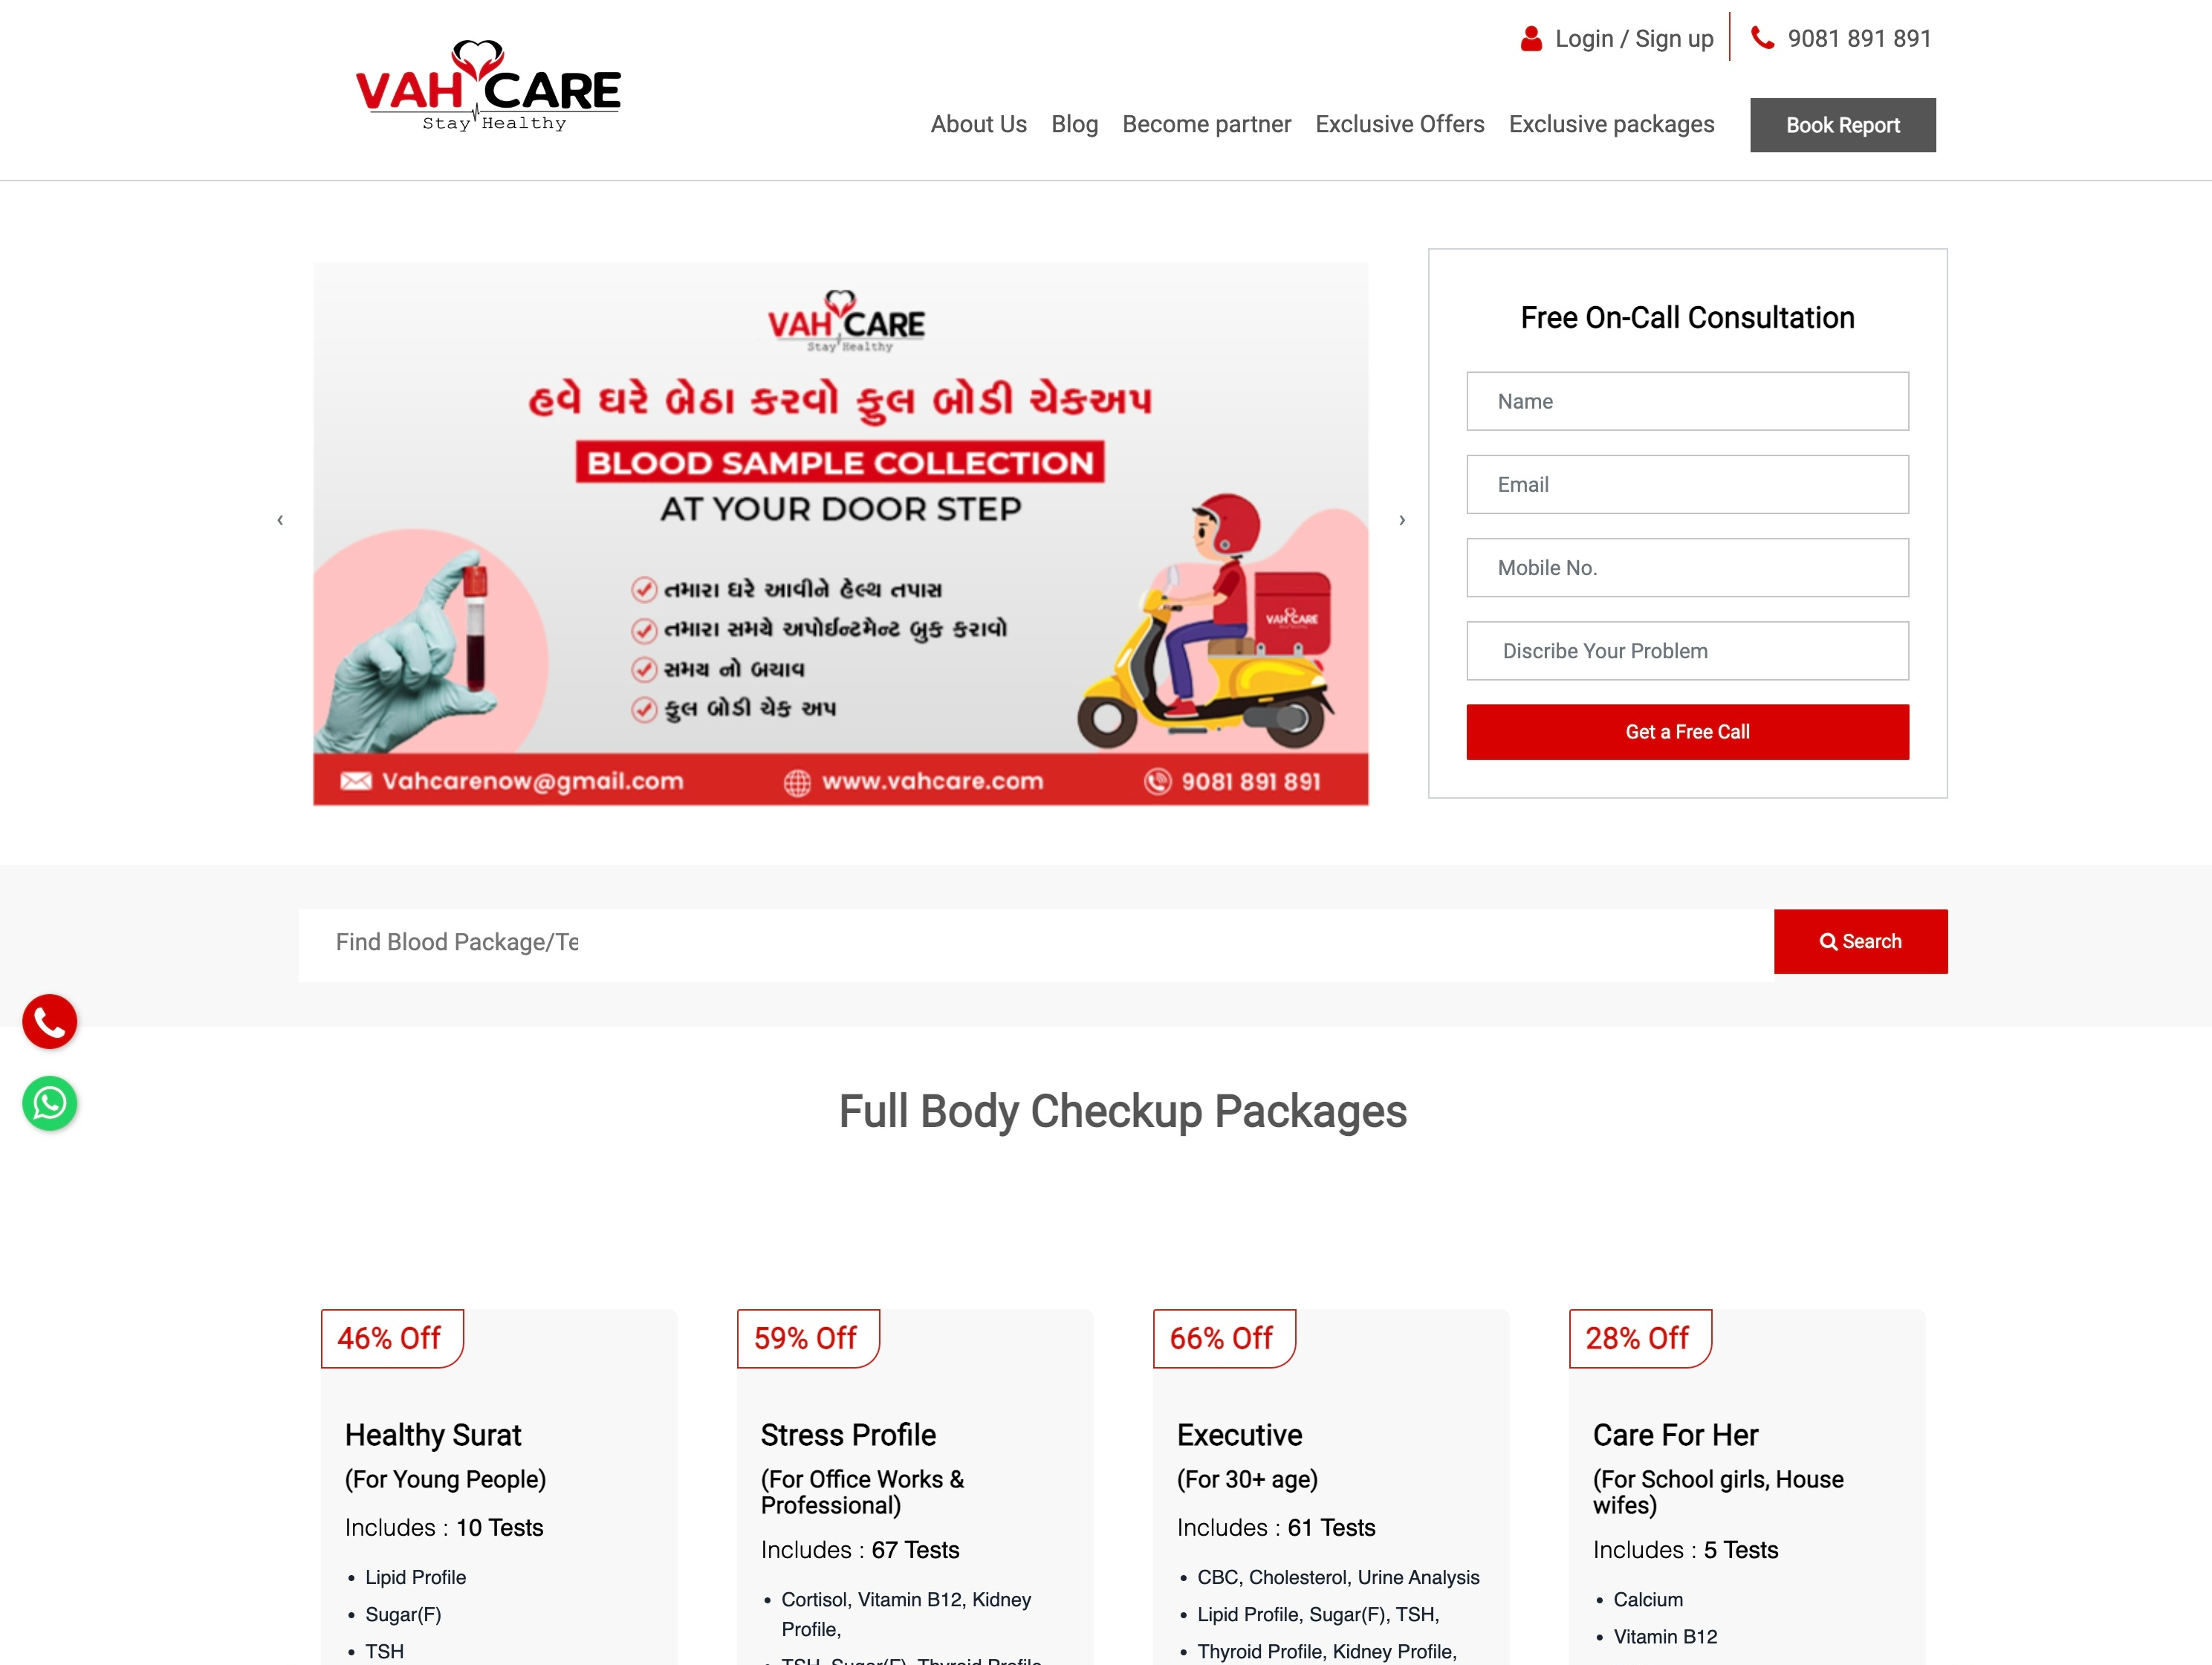 Login / Sign up
9081 891 891
VAH CARE
Stay Healthy
About Us
Blog
Become partner
Exclusive Offers
Exclusive packages
Book Report
VAH CARE
Stay Healthy
હવે ઘરે બેઠા કરવો ફુલ બોડી ચેકઅપ
BLOOD SAMPLE COLLECTION
AT YOUR DOOR STEP
તમારા ઘરે આવીને હેલ્થ તપાસ
તમારા સમયે અપોઈન્ટમેન્ટ બુક કરાવો
સમય નો બચાવ
ફુલ બોડી ચેક અપ
VAH CARE
Vahcarenow@gmail.com
www.vahcare.com
9081 891 891
‹
›
Free On-Call Consultation
Name
Email
Mobile No.
Discribe Your Problem
Get a Free Call
Find Blood Package/Te
Search
Full Body Checkup Packages
46% Off
Healthy Surat
(For Young People)
Includes : 10 Tests
• Lipid Profile
• Sugar(F)
• TSH
59% Off
Stress Profile
(For Office Works &
Professional)
Includes : 67 Tests
• Cortisol, Vitamin B12, Kidney
Profile,
• TSH, Sugar(F), Thyroid Profile
66% Off
Executive
(For 30+ age)
Includes : 61 Tests
• CBC, Cholesterol, Urine Analysis
• Lipid Profile, Sugar(F), TSH,
• Thyroid Profile, Kidney Profile,
28% Off
Care For Her
(For School girls, House
wifes)
Includes : 5 Tests
• Calcium
• Vitamin B12